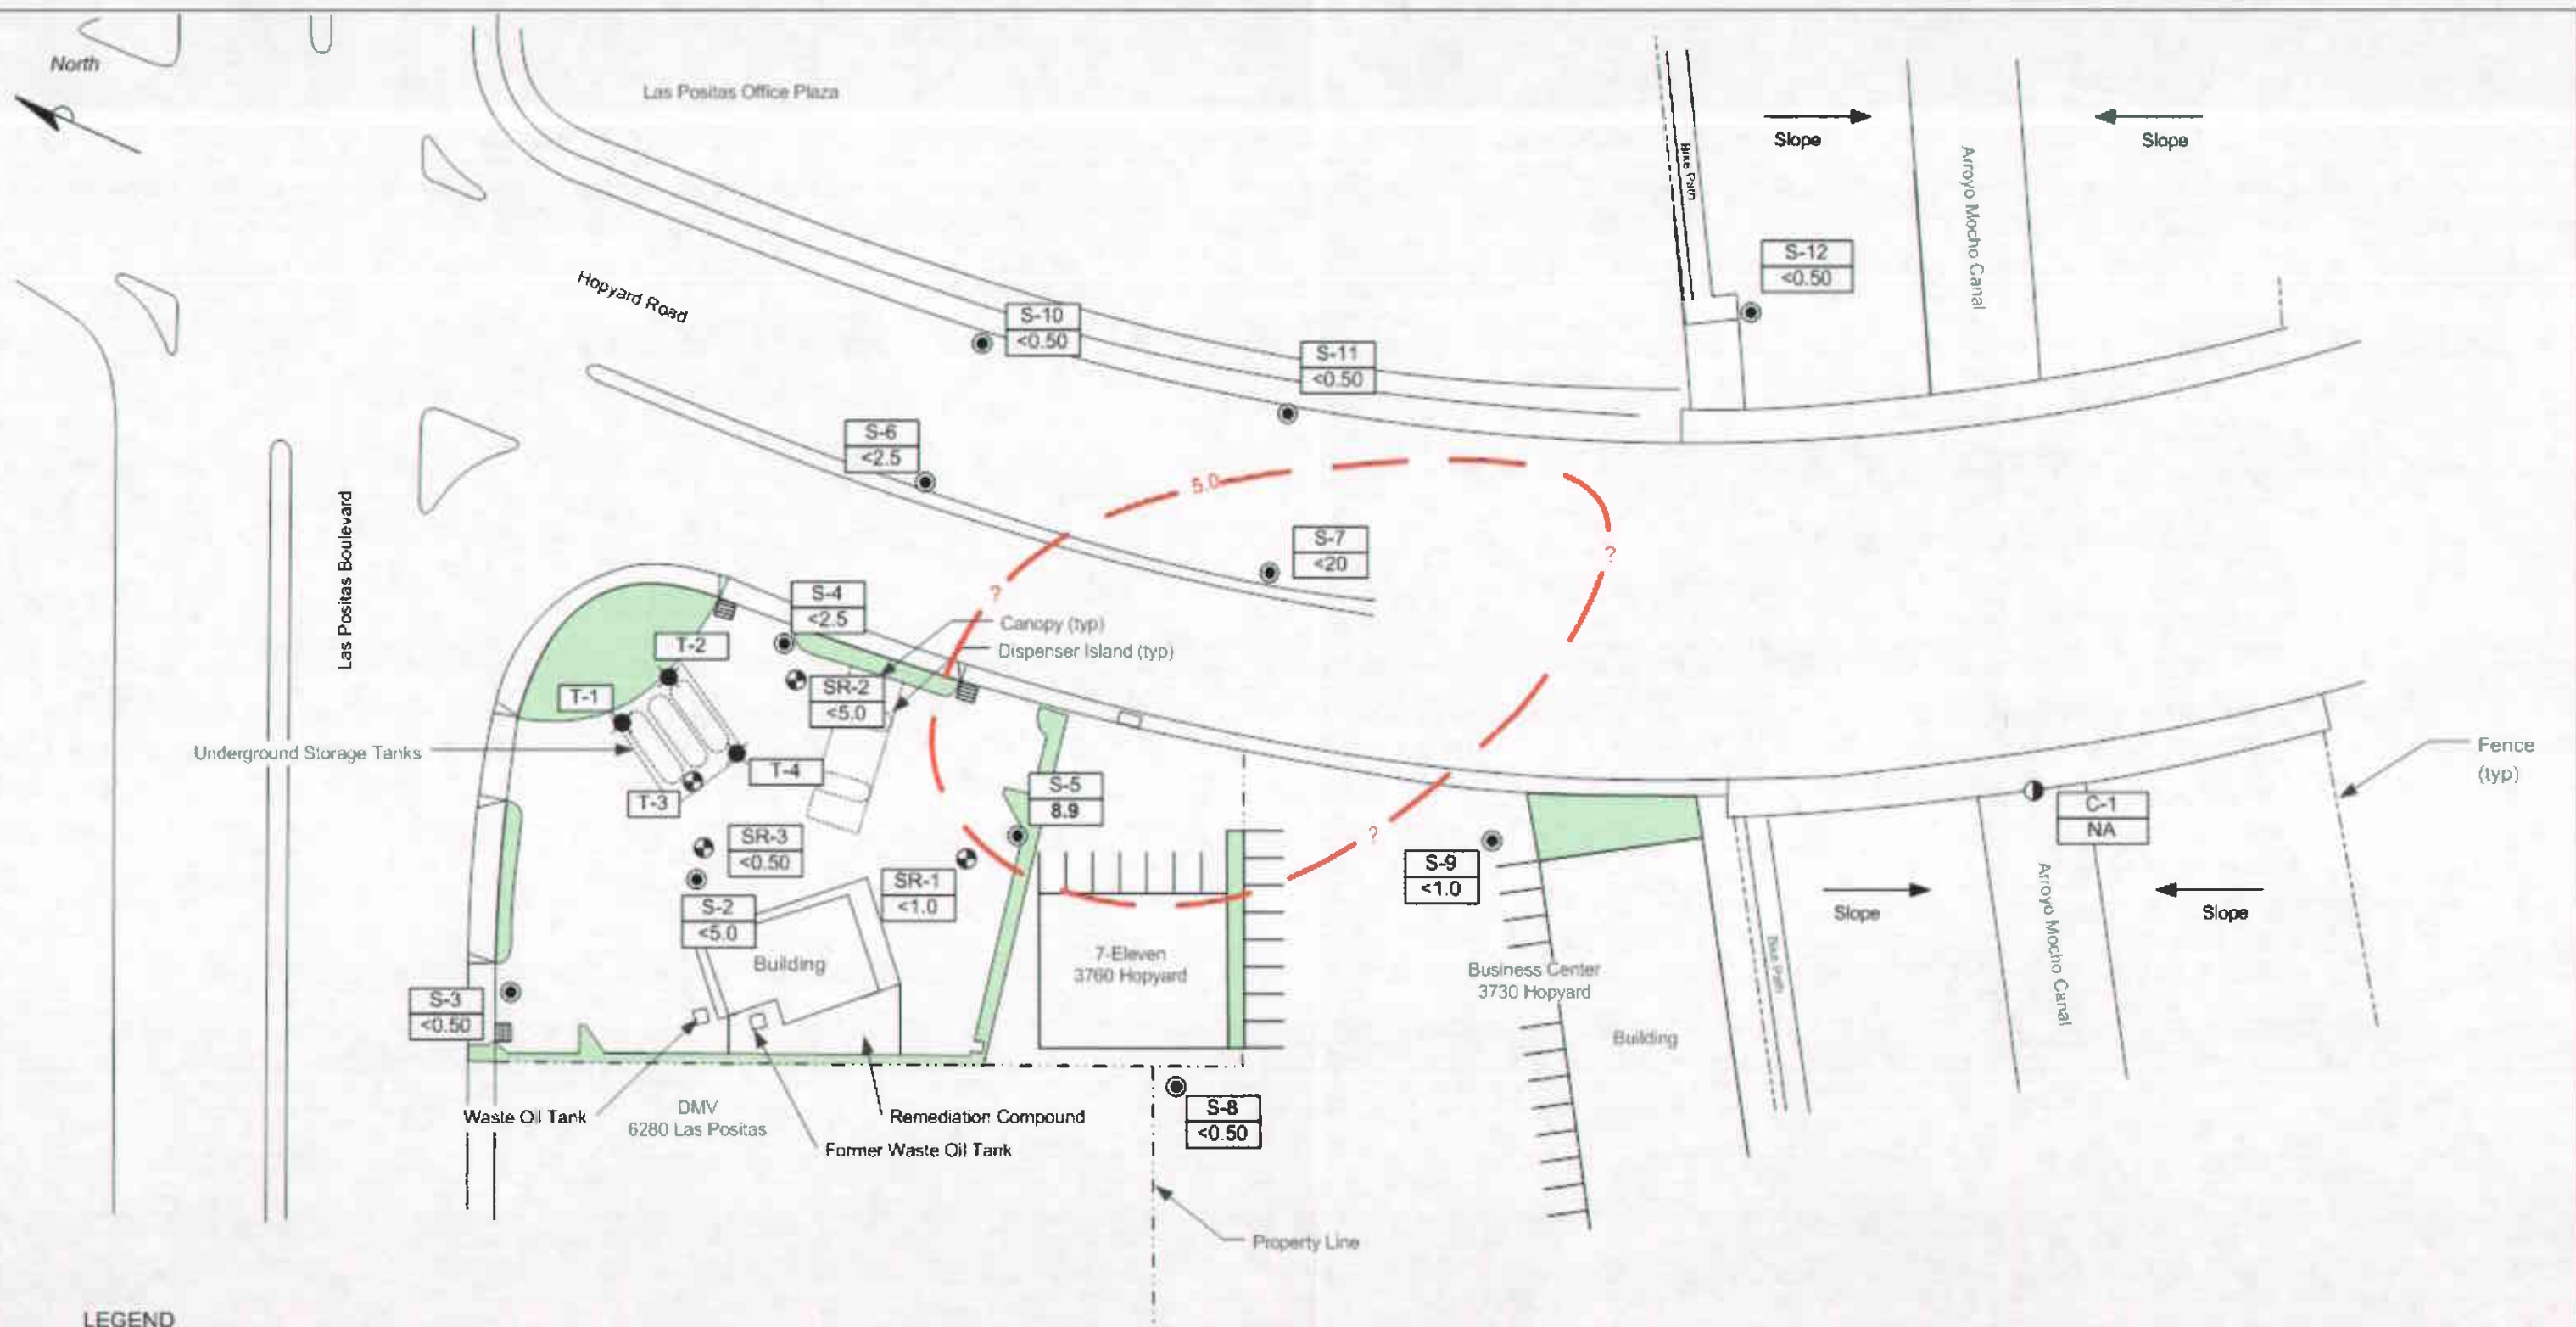 North
Las Positas Office Plaza
Slope
Slope
Bike Path
Arroyo Mocho Canal
S-12
<0.50
Hopyard Road
S-10
<0.50
S-11
<0.50
S-6
<2.5
5.0
Las Positas Boulevard
S-7
<20
?
?
S-4
<2.5
Canopy (typ)
Dispenser Island (typ)
T-2
T-1
SR-2
<5.0
Underground Storage Tanks
T-4
T-3
Fence
(typ)
S-5
8.9
C-1
NA
SR-3
<0.50
?
S-9
<1.0
SR-1
<1.0
S-2
<5.0
Building
Slope
Slope
Arroyo Mocho Canal
Bike Path
7-Eleven
3760 Hopyard
Business Center
3730 Hopyard
S-3
<0.50
Building
Waste Oil Tank
DMV
6280 Las Positas
Remediation Compound
Former Waste Oil Tank
S-8
<0.50
Property Line
LEGEND